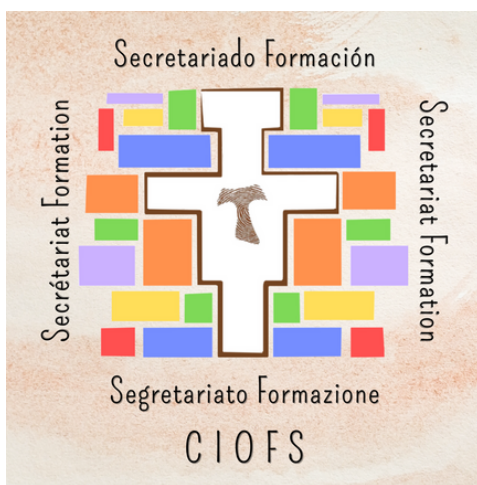 Secretariado Formación
Secrétariat Formation
Secretariat Formation
Segretariato Formazione
CIOFS